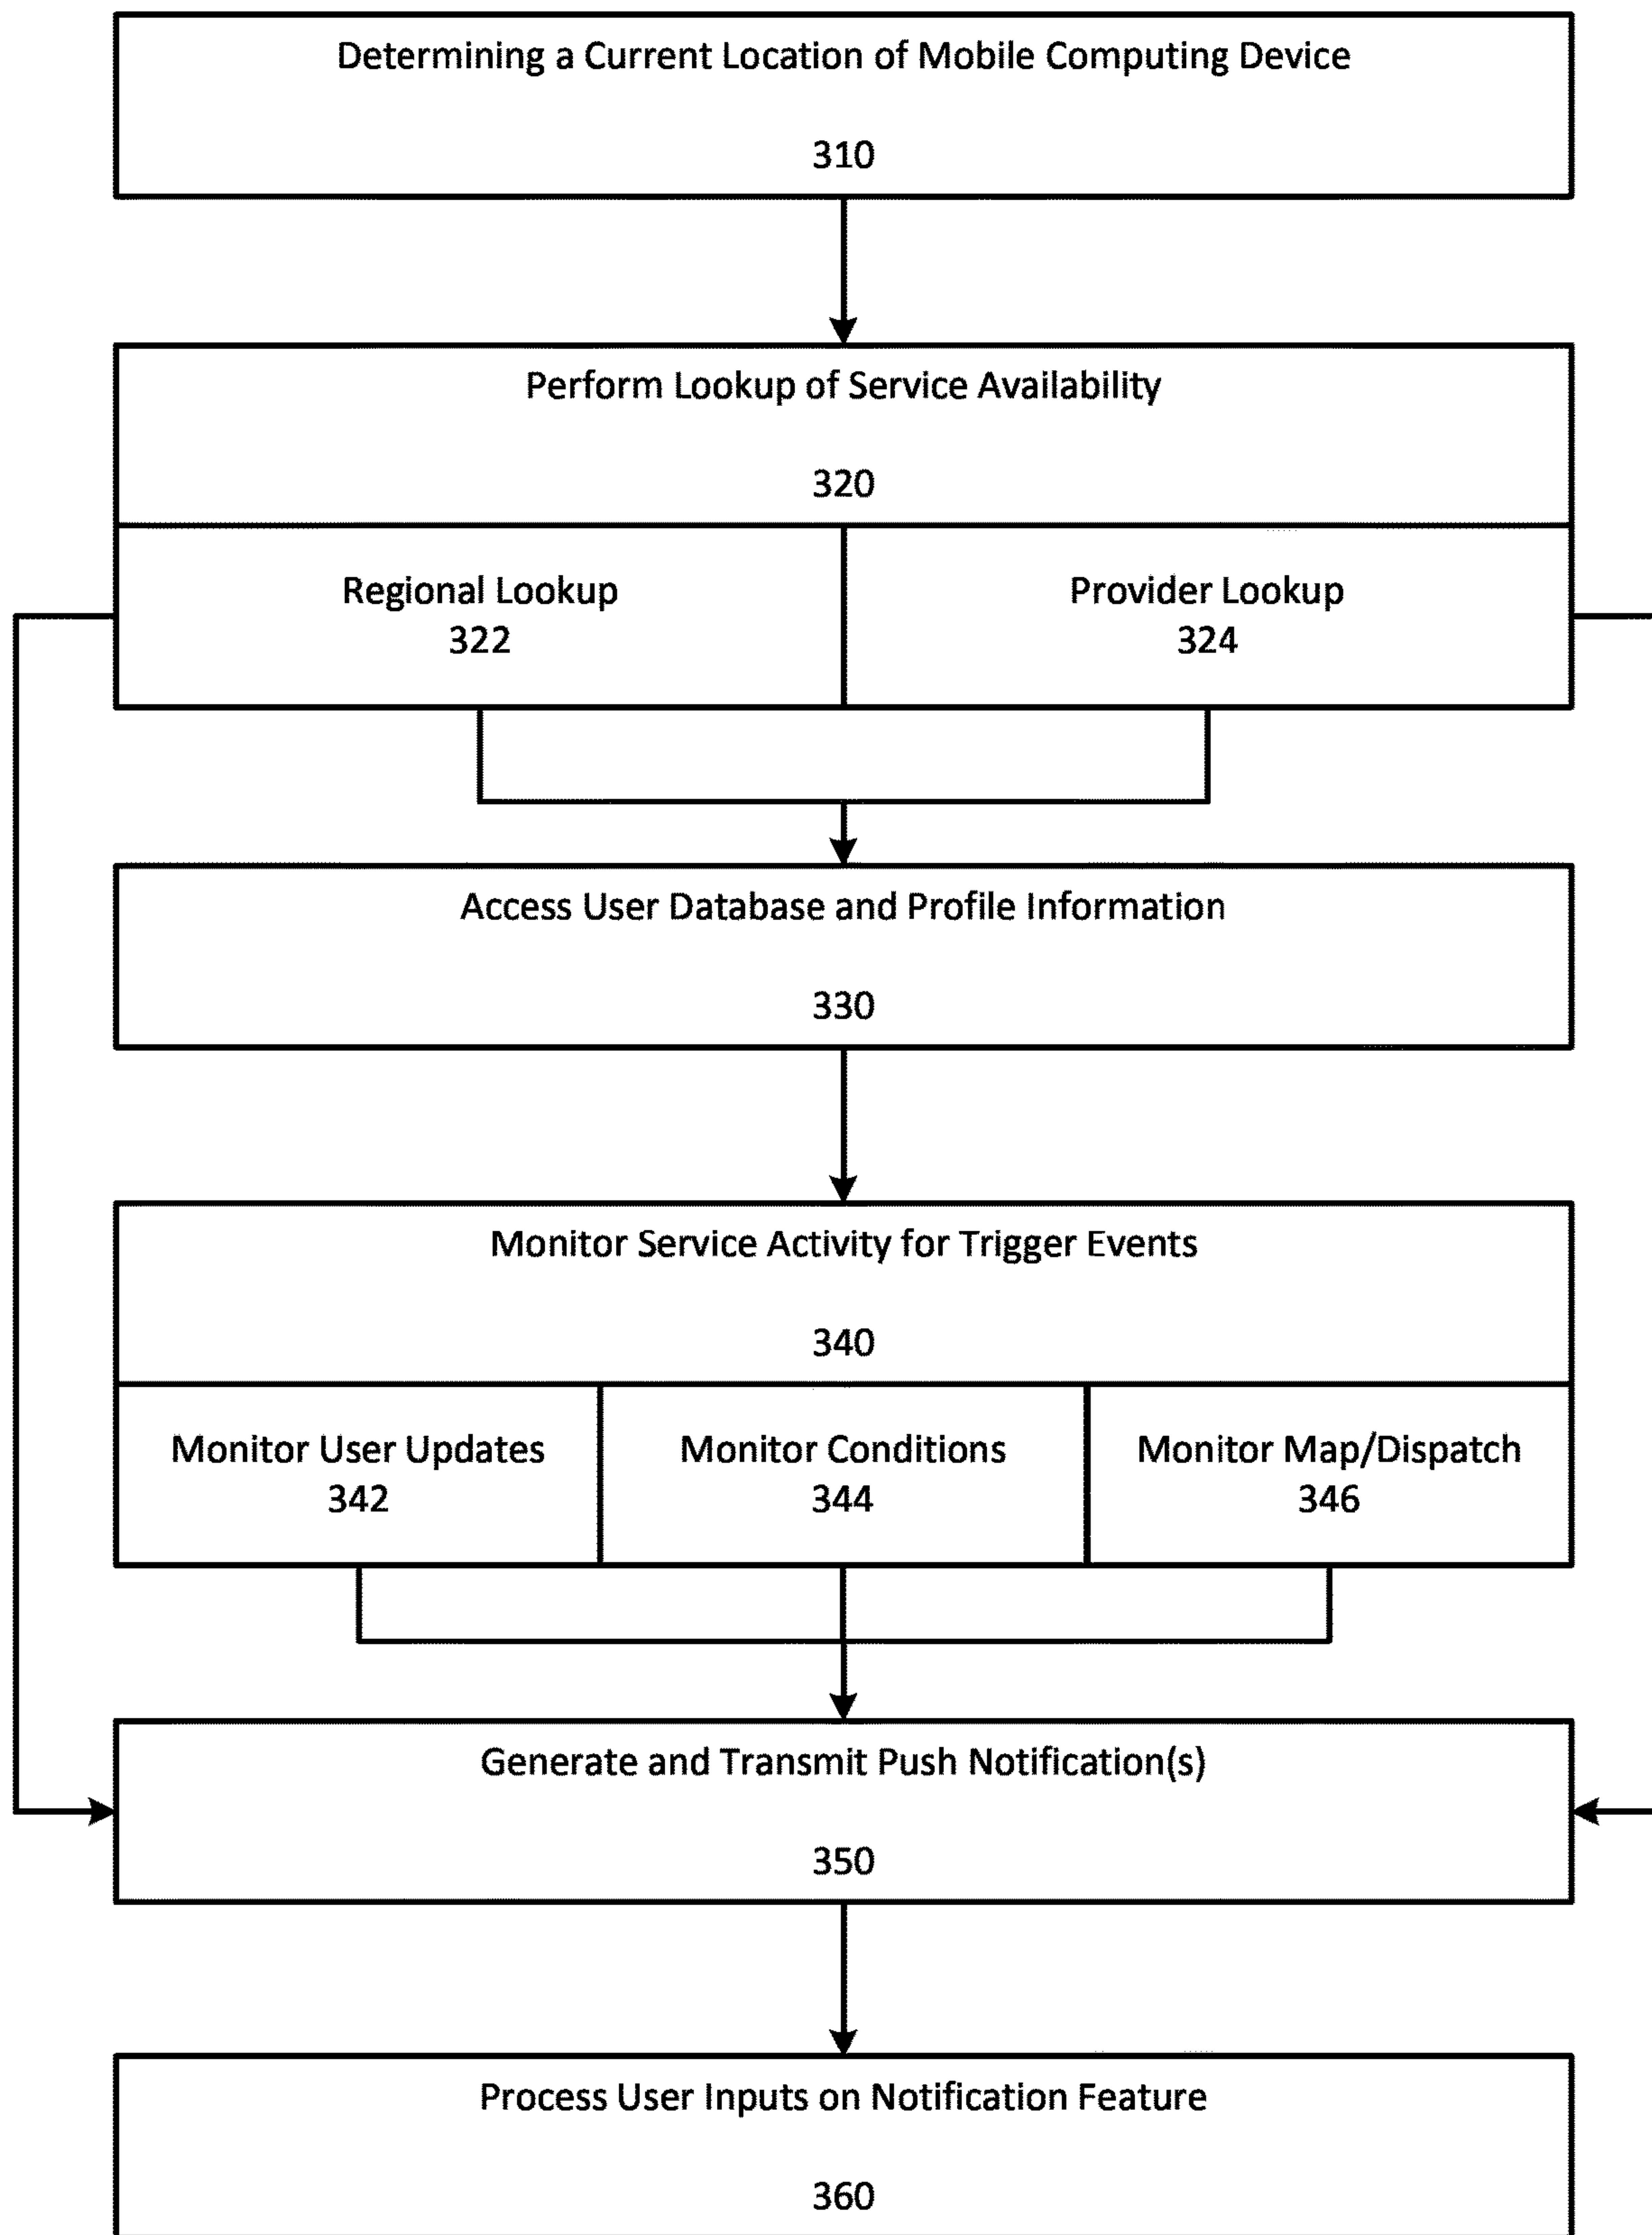 Determining a Current Location of Mobile Computing Device
310
Perform Lookup of Service Availability
320
Regional Lookup
322
Provider Lookup
324
Access User Database and Profile Information
330
Monitor Service Activity for Trigger Events
340
Monitor User Updates
342
Monitor Conditions
344
Monitor Map/Dispatch
346
Generate and Transmit Push Notification(s)
350
Process User Inputs on Notification Feature
360